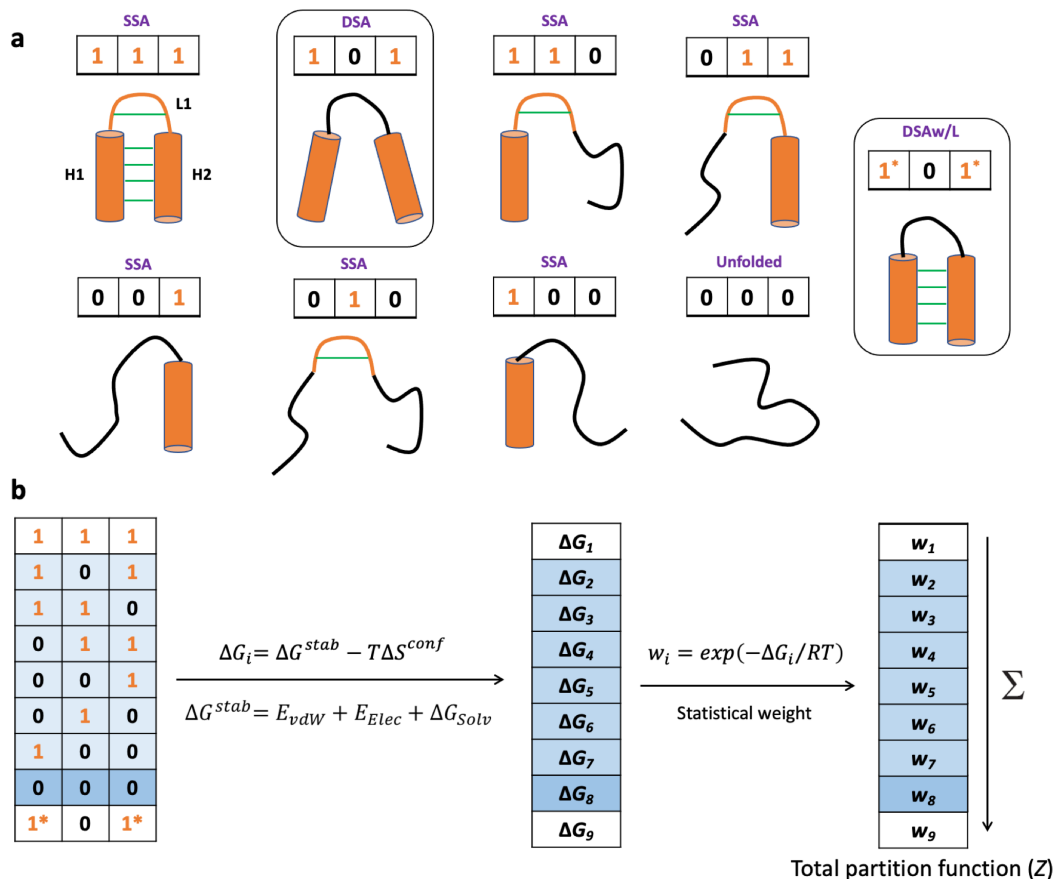 a
SSA
1 1 1
L1
H1
H2
DSA
1 0 1
SSA
1 1 0
SSA
0 1 1
DSAw/L
1* 0 1*
SSA
0 0 1
SSA
0 1 0
SSA
1 0 0
Unfolded
0 0 0
b
1 1 1
1 0 1
1 1 0
0 1 1
0 0 1
0 1 0
1 0 0
0 0 0
1* 0 1*
ΔGᵢ= ΔG^stab − TΔS^conf
ΔG^stab= E_vdW + E_Elec + ΔG_Solv
ΔG₁
ΔG₂
ΔG₃
ΔG₄
ΔG₅
ΔG₆
ΔG₇
ΔG₈
ΔG₉
wᵢ = exp(−ΔGᵢ/RT)
Statistical weight
w₁
w₂
w₃
w₄
w₅
w₆
w₇
w₈
w₉
Σ
Total partition function (Z)